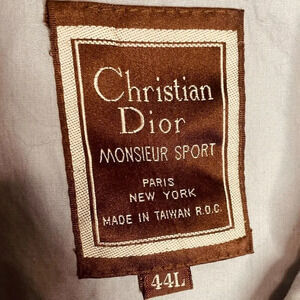 Christian
Dior
MONSIEUR SPORT
PARIS
NEW YORK
MADE IN TAIWAN R.O.C.
44L